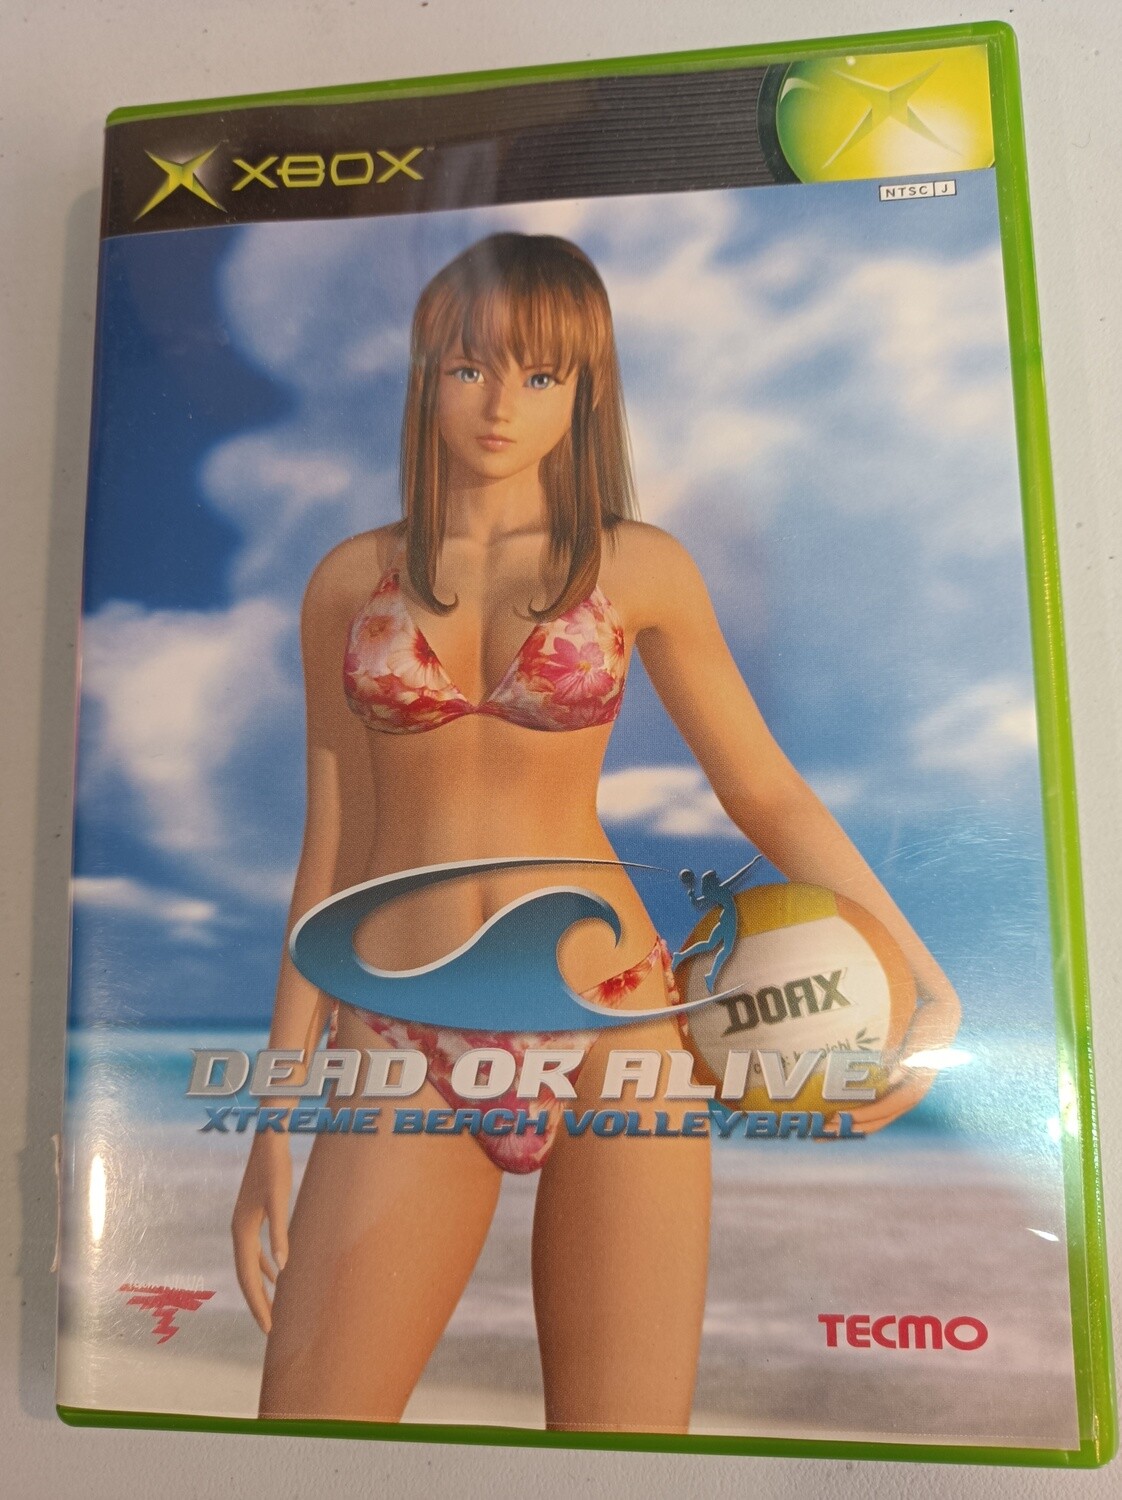 XBOX
NTSC J
DOAX
DEAD OR ALIVE
XTREME BEACH VOLLEYBALL
TECMO